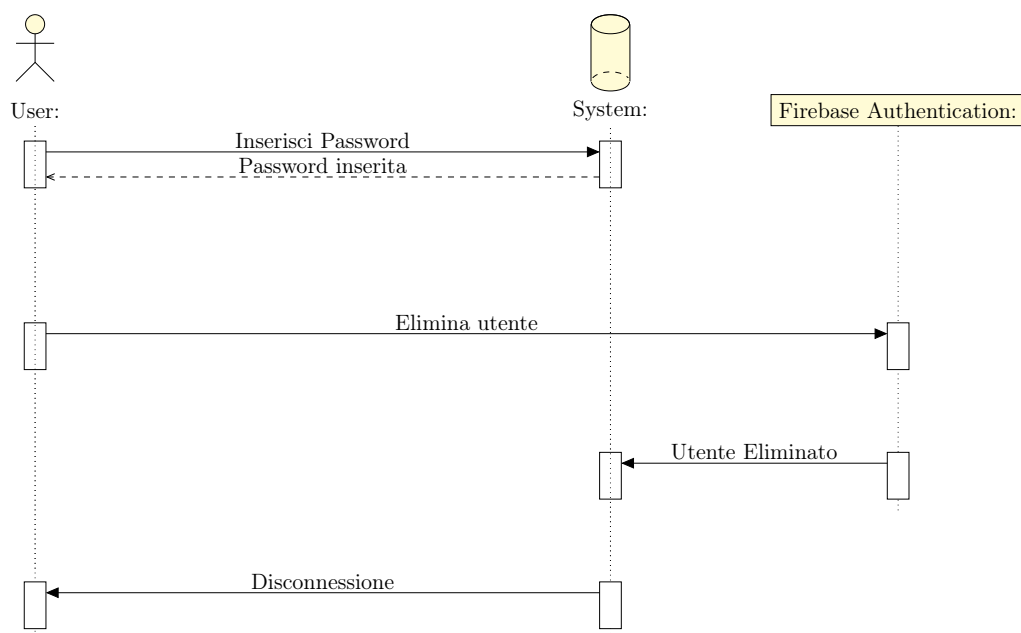 User:
System:
Firebase Authentication:
Inserisci Password
Password inserita
Elimina utente
Utente Eliminato
Disconnessione